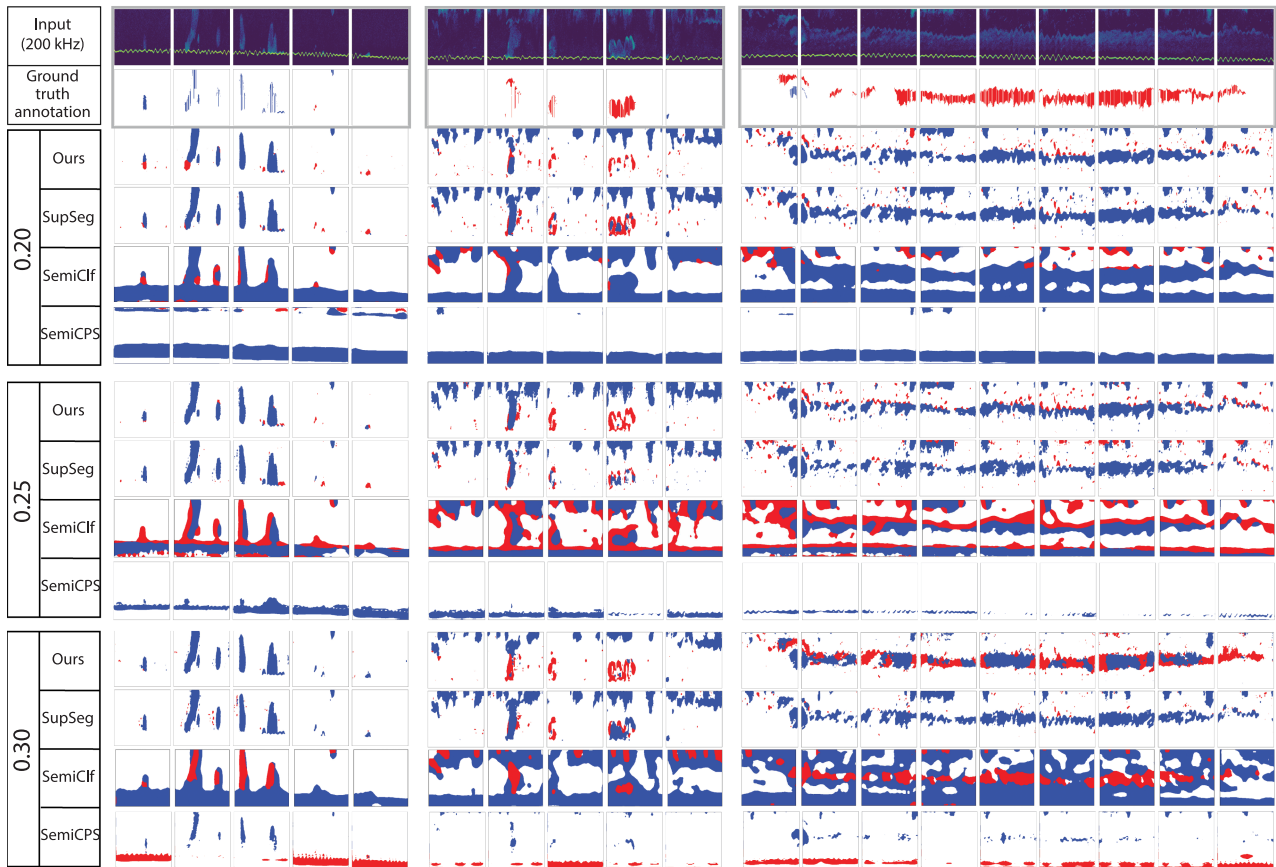 Input
(200 kHz)
Ground
truth
annotation
0.20
Ours
SupSeg
SemiClf
SemiCPS
0.25
Ours
SupSeg
SemiClf
SemiCPS
0.30
Ours
SupSeg
SemiClf
SemiCPS